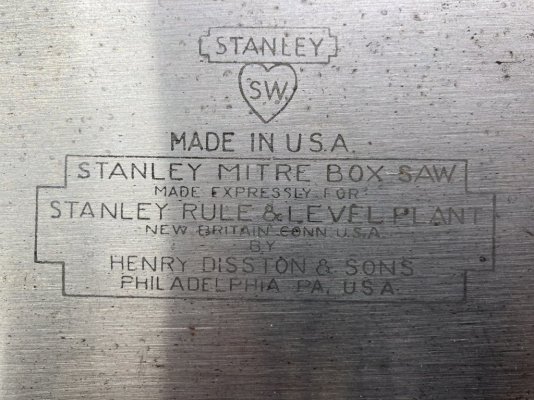 STANLEY
SW.
MADE IN U.S.A.
STANLEY MITRE BOX SAW
MADE EXPRESSLY FOR
STANLEY RULE & LEVEL PLANT
NEW BRITAIN CONN. U.S.A.
BY
HENRY DISSTON & SONS
PHILADELPHIA PA. U.S.A.